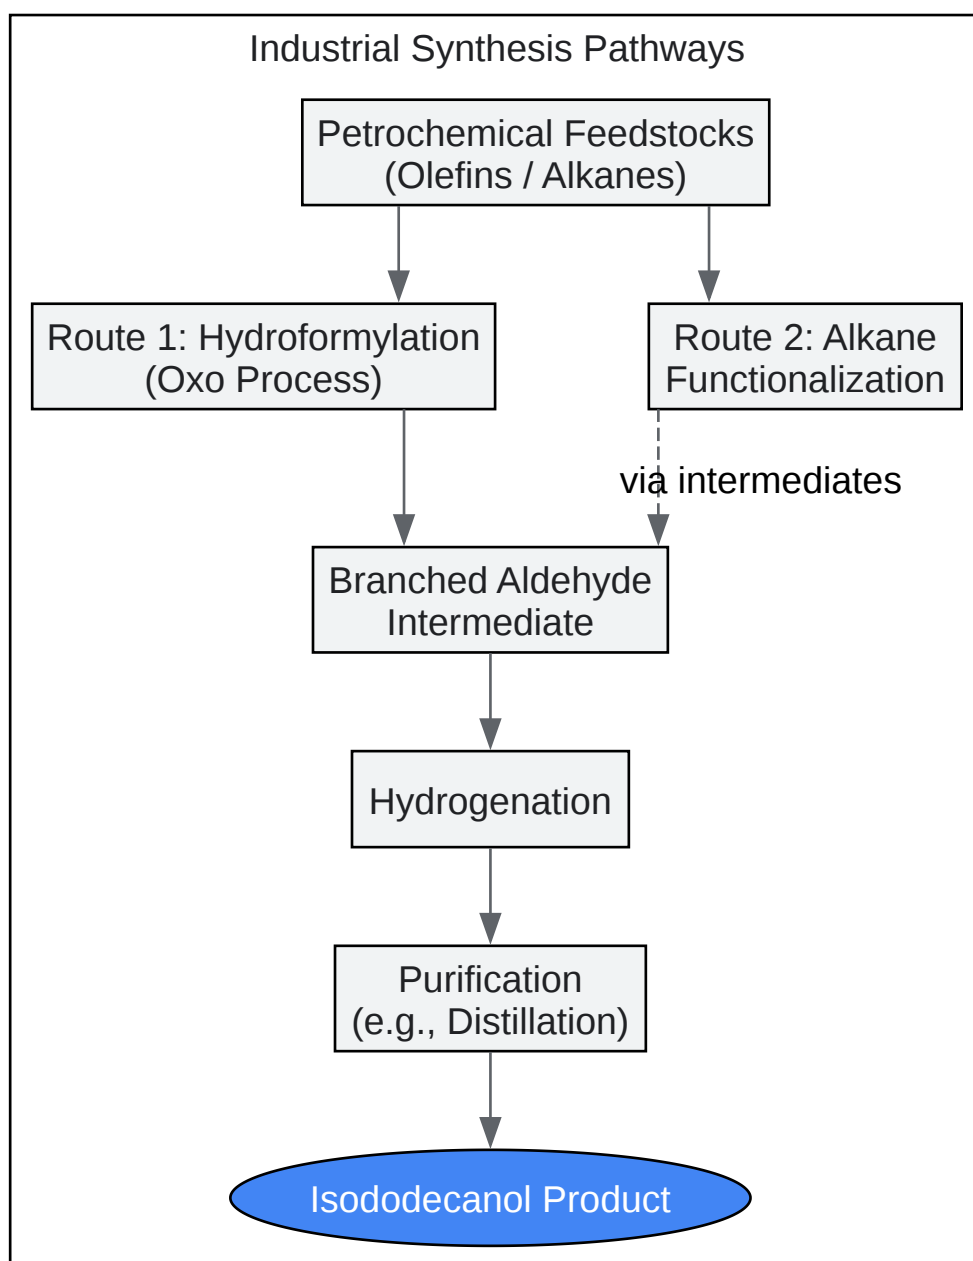 Industrial Synthesis Pathways
Petrochemical Feedstocks
(Olefins / Alkanes)
Route 1: Hydroformylation
(Oxo Process)
Route 2: Alkane
Functionalization
via intermediates
Branched Aldehyde
Intermediate
Hydrogenation
Purification
(e.g., Distillation)
Isododecanol Product